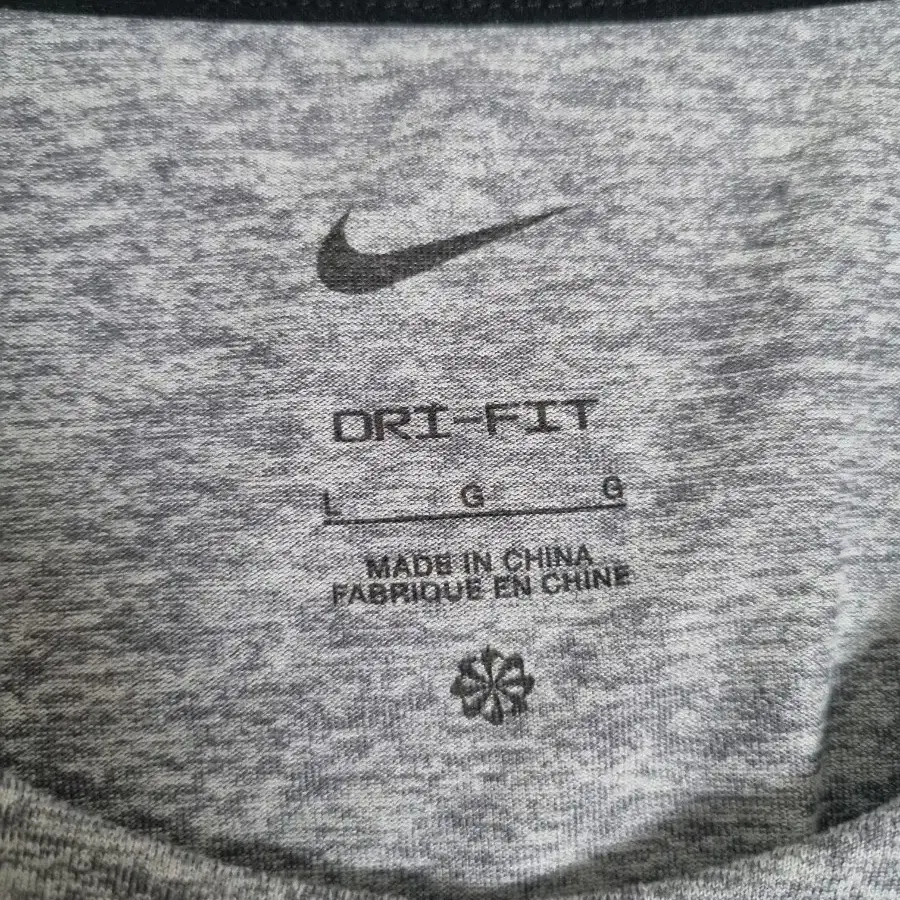 DRI-FIT
L G G
MADE IN CHINA
FABRIQUE EN CHINE